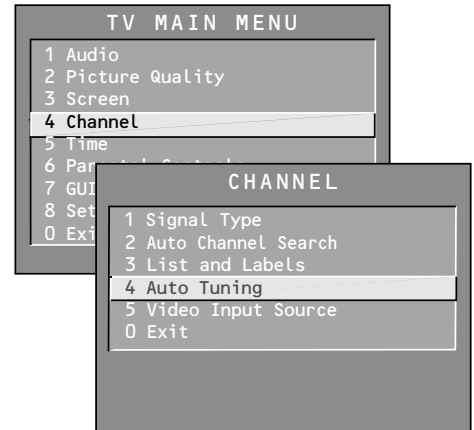 TV MAIN MENU
1 Audio
2 Picture Quality
3 Screen
4 Channel
5 Time
6
7
8
0
CHANNEL
1 Signal Type
2 Auto Channel Search
3 List and Labels
4 Auto Tuning
5 Video Input Source
0 Exit